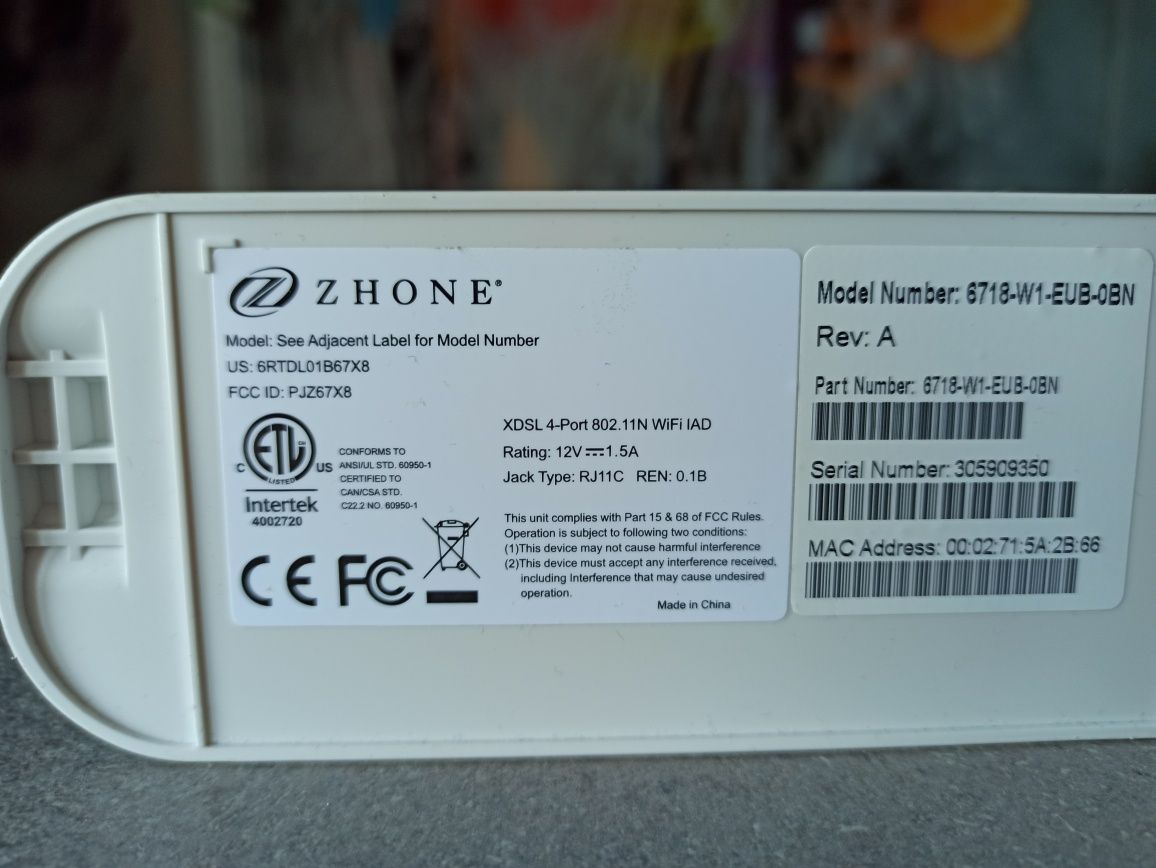 ZHONE®
Model: See Adjacent Label for Model Number
US: 6RTDL01B67X8
FCC ID: PJZ67X8
ETL CM
LISTED
C US
Intertek
4002720
CONFORMS TO
ANSI/UL STD. 60950-1
CERTIFIED TO
CAN/CSA STD.
C22.2 NO. 60950-1
CE FC
XDSL 4-Port 802.11N WiFi IAD
Rating: 12V⎓1.5A
Jack Type: RJ11C REN: 0.1B
This unit complies with Part 15 & 68 of FCC Rules.
Operation is subject to following two conditions:
(1)This device may not cause harmful interference
(2)This device must accept any interference received,
including Interference that may cause undesired
operation.
Made in China
Model Number: 6718-W1-EUB-0BN
Rev: A
Part Number: 6718-W1-EUB-0BN
Serial Number: 305909350
MAC Address: 00:02:71:5A:2B:66